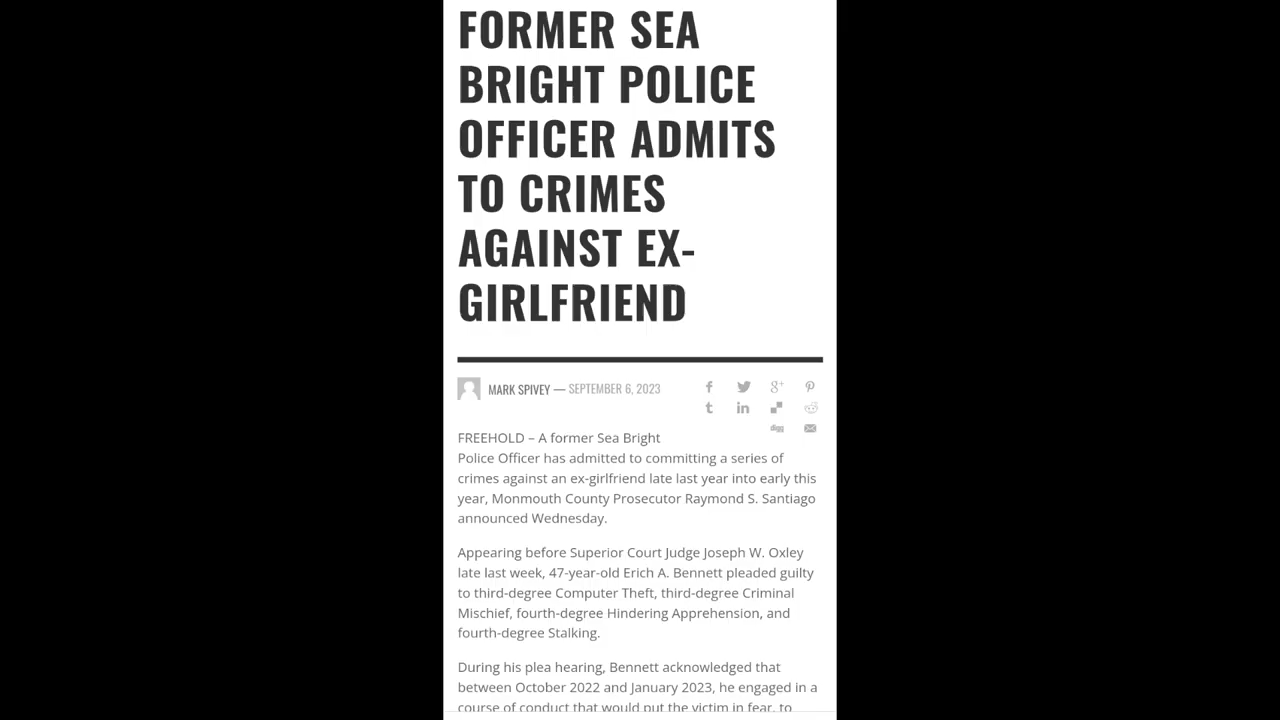 FORMER SEA
BRIGHT POLICE
OFFICER ADMITS
TO CRIMES
AGAINST EX-
GIRLFRIEND
MARK SPIVEY — SEPTEMBER 6, 2023
f g+ t in
digg
FREEHOLD – A former Sea Bright
Police Officer has admitted to committing a series of
crimes against an ex-girlfriend late last year into early this
year, Monmouth County Prosecutor Raymond S. Santiago
announced Wednesday.
Appearing before Superior Court Judge Joseph W. Oxley
late last week, 47-year-old Erich A. Bennett pleaded guilty
to third-degree Computer Theft, third-degree Criminal
Mischief, fourth-degree Hindering Apprehension, and
fourth-degree Stalking.
During his plea hearing, Bennett acknowledged that
between October 2022 and January 2023, he engaged in a
course of conduct that would put the victim in fear, to